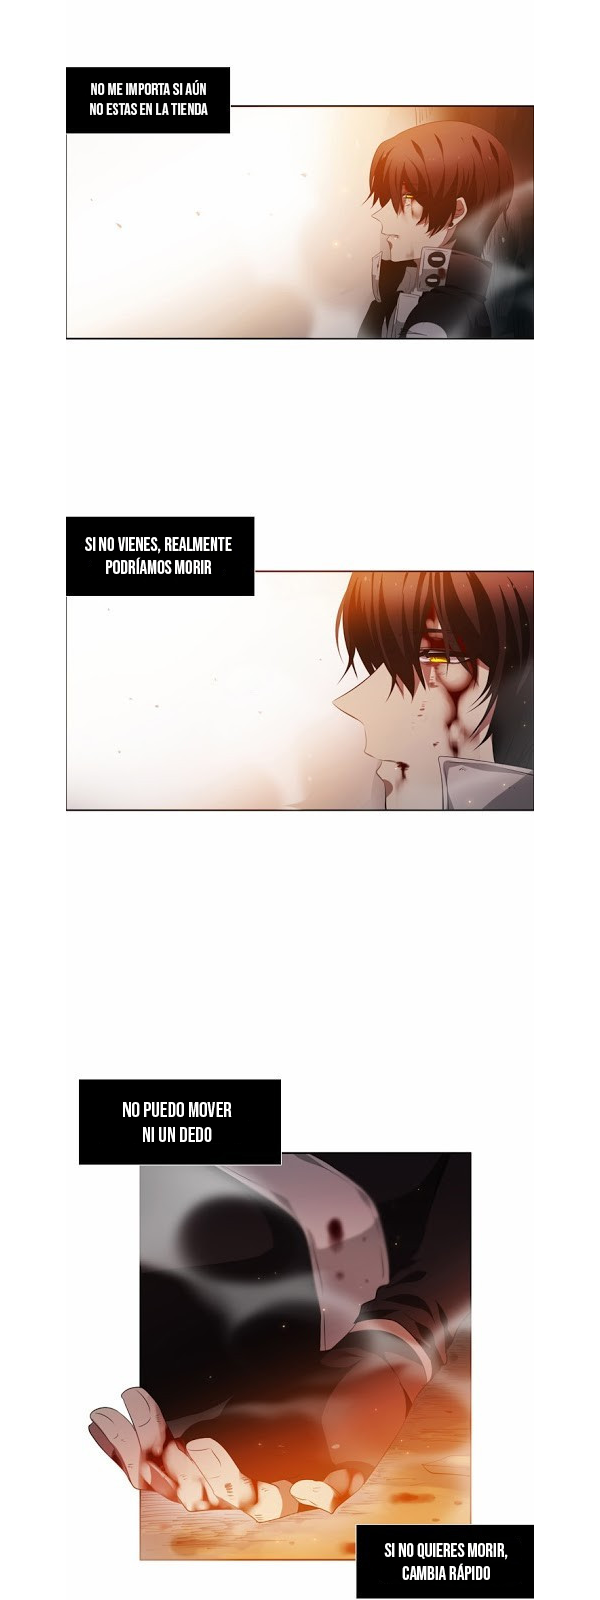 NO ME IMPORTA SI AÚN
NO ESTAS EN LA TIENDA
SI NO VIENES, REALMENTE
PODRÍAMOS MORIR
NO PUEDO MOVER
NI UN DEDO
SI NO QUIERES MORIR,
CAMBIA RÁPIDO